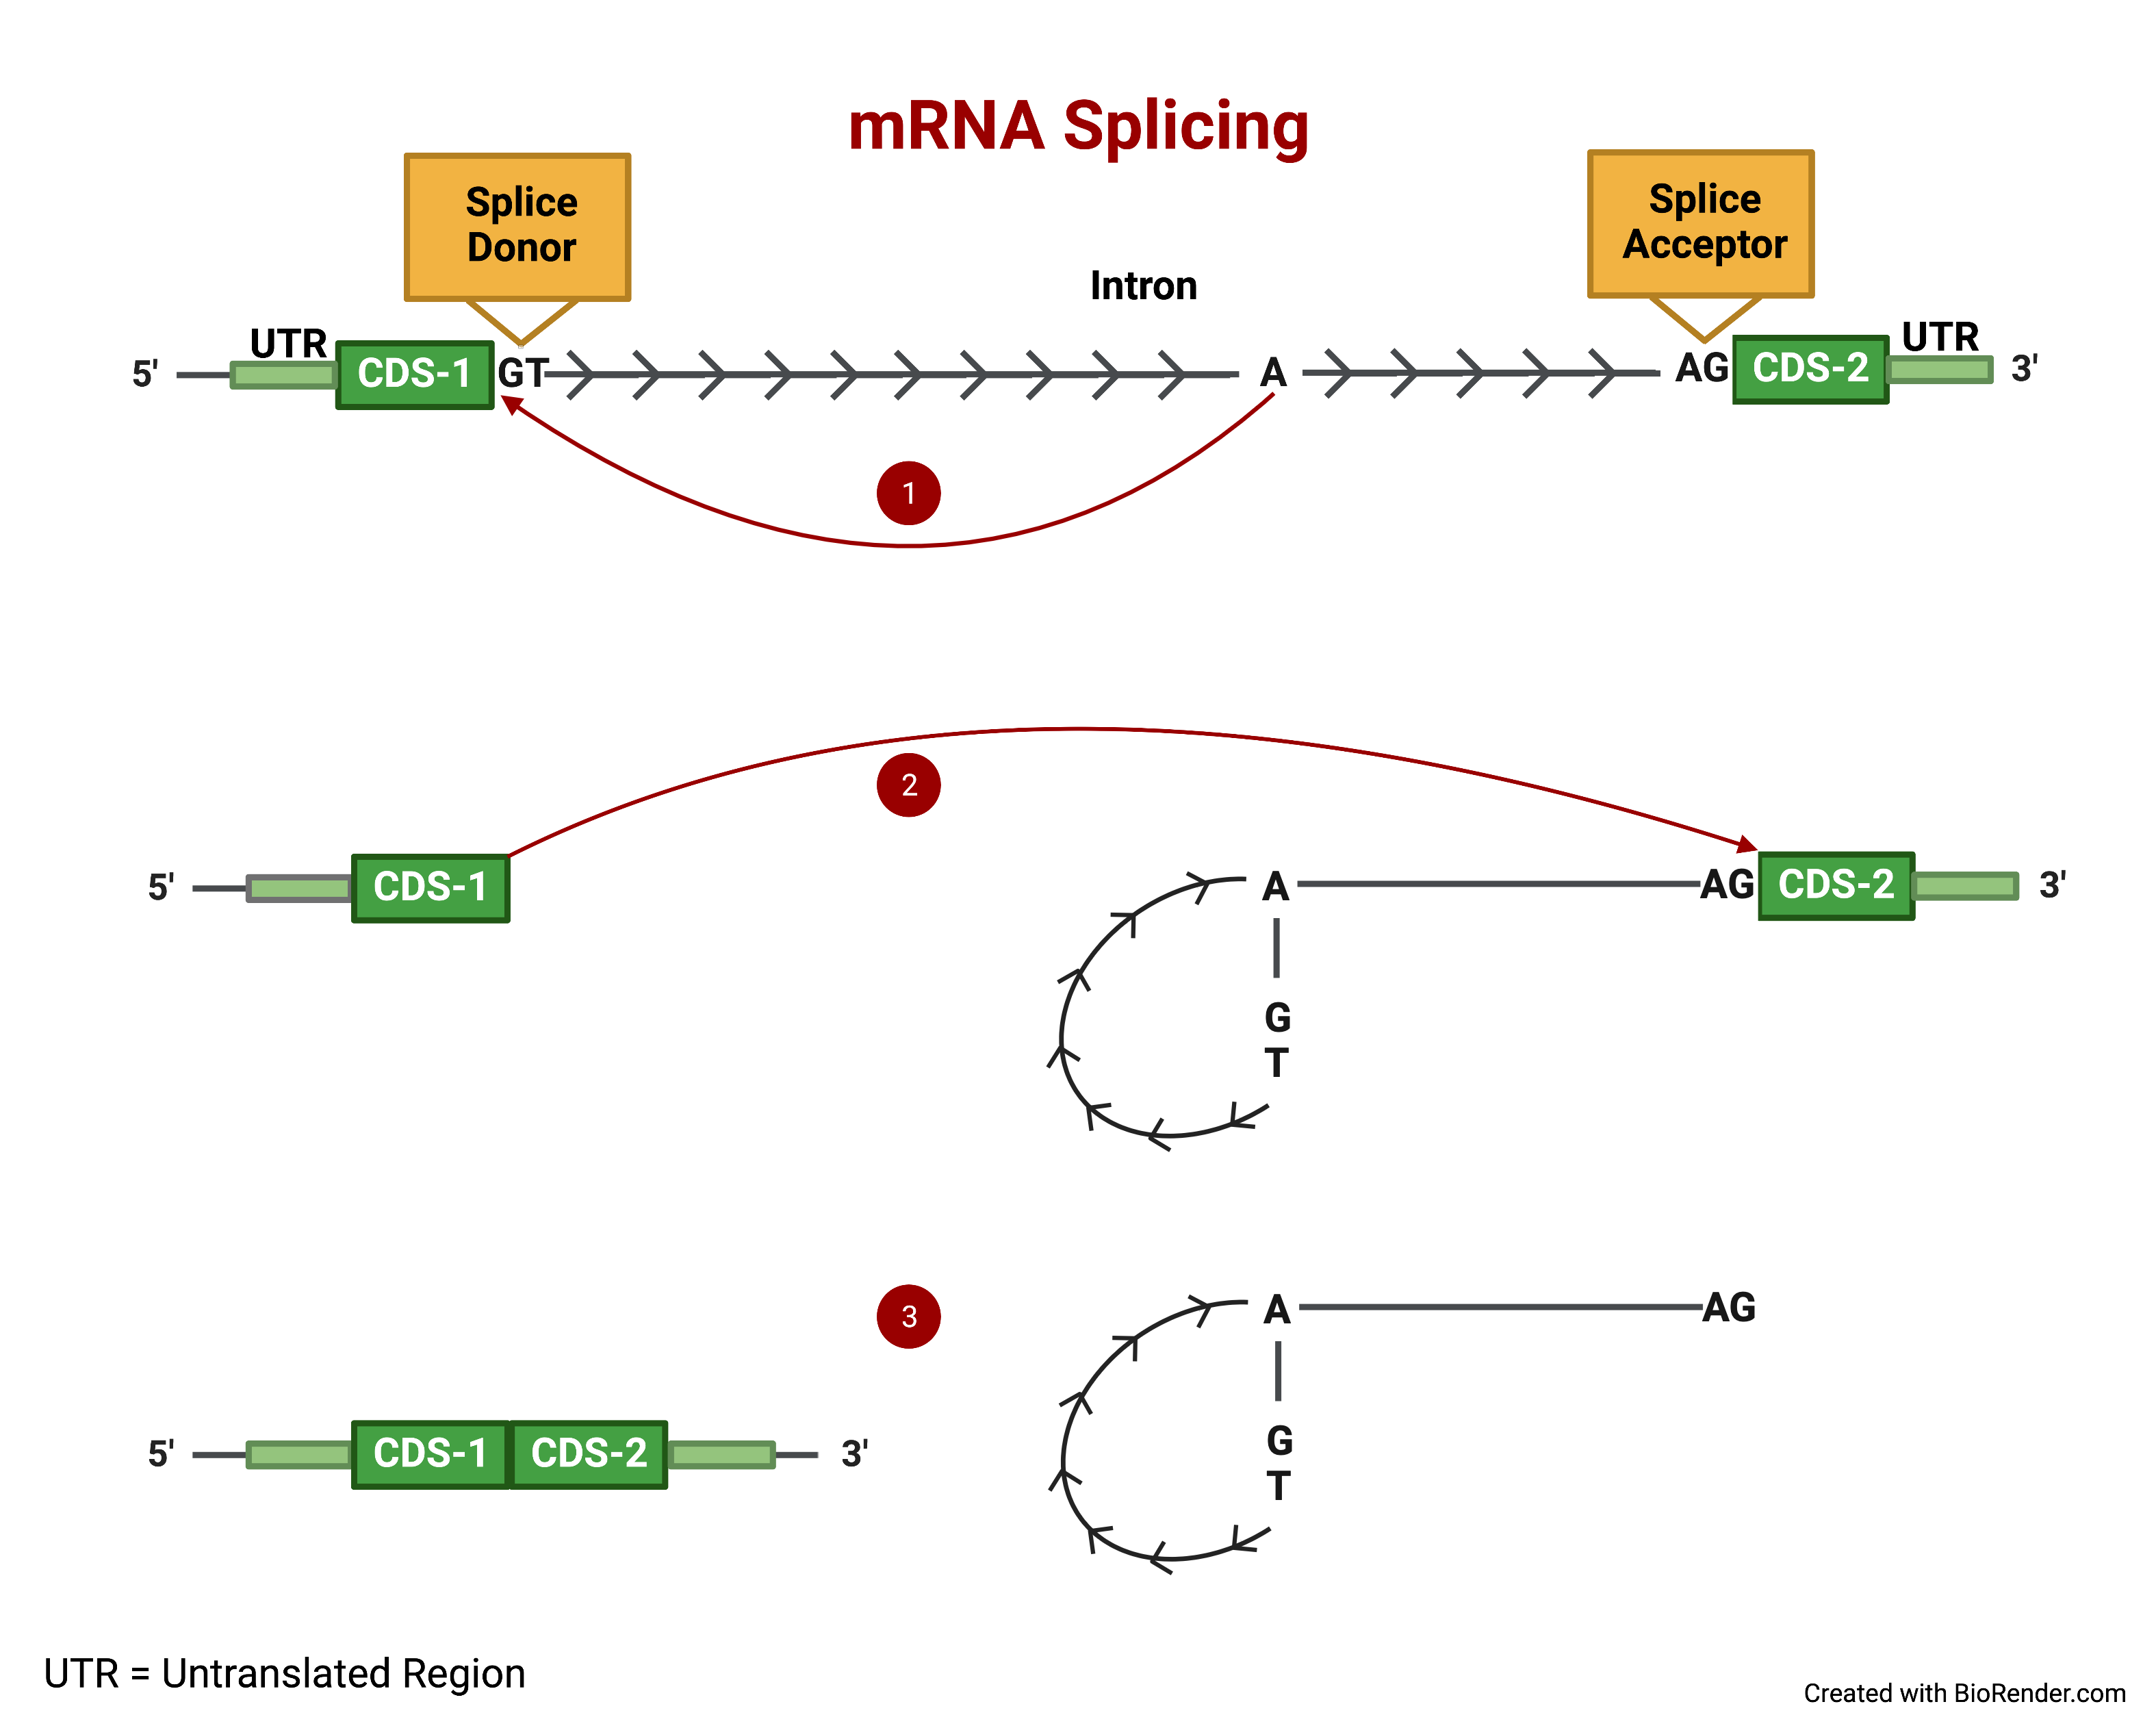 mRNA Splicing
Splice
Donor
Splice
Acceptor
Intron
UTR
UTR
5' CDS-1 GT A AG CDS-2 3'
1
2
5' CDS-1 A AG CDS-2 3'
G
T
3
A AG
G
T
5' CDS-1 CDS-2 3'
UTR = Untranslated Region
Created with BioRender.com